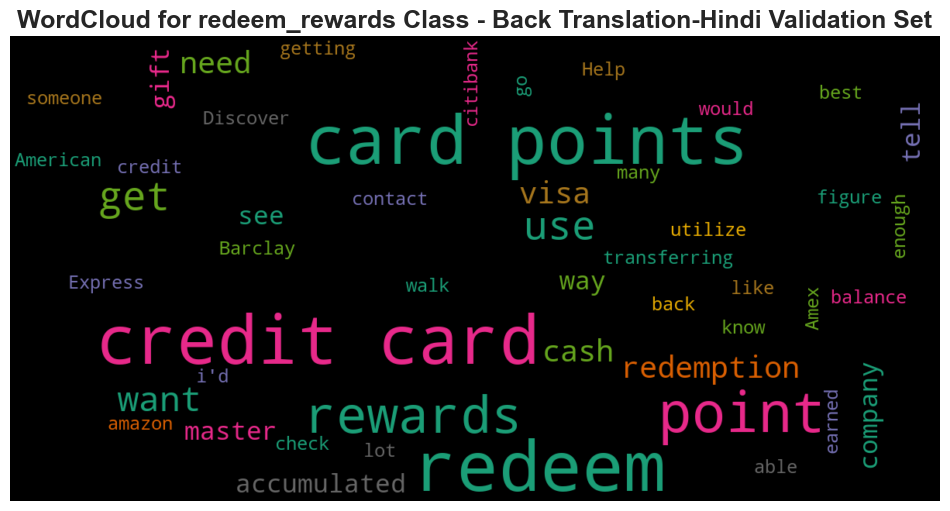 WordCloud for redeem_rewards Class - Back Translation-Hindi Validation Set
getting
need
gift
citibank
Help
go
someone
best
would
Discover
tell
card points
American
credit
many
get
visa
contact
figure
see
use
enough
utilize
Barclay
transferring
Express
walk
way
like
back
Amex
balance
know
credit card
cash
redemption
i'd
want
rewards
point
company
earned
amazon
master
check
lot
redeem
able
accumulated